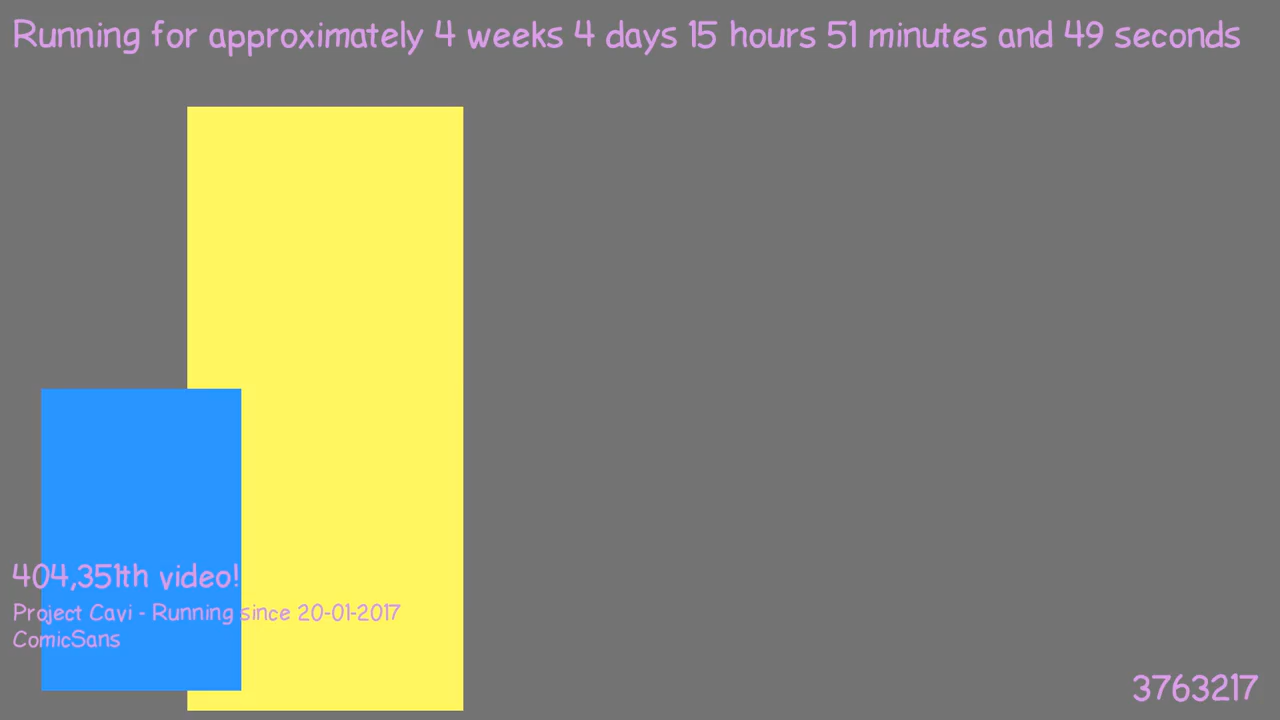 Running for approximately 4 weeks 4 days 15 hours 51 minutes and 49 seconds
404,351th video!
Project Cavi - Running since 20-01-2017
ComicSans
3763217